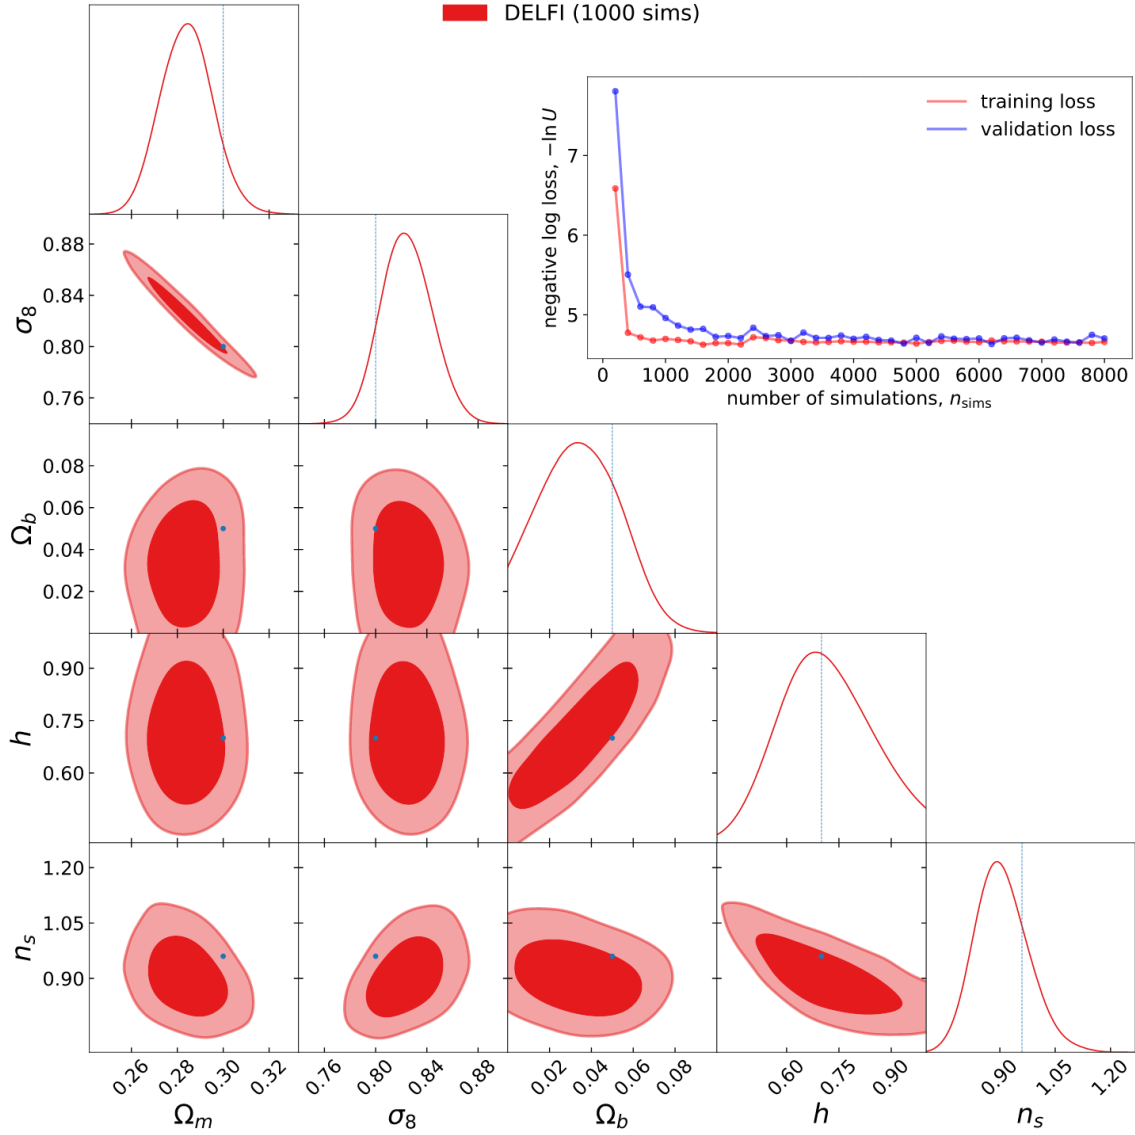 DELFI (1000 sims)
training loss
validation loss
negative log loss, −ln U
7
6
5
0 1000 2000 3000 4000 5000 6000 7000 8000
number of simulations, n_sims
σ_8
0.88
0.84
0.80
0.76
Ω_b
0.08
0.06
0.04
0.02
h
0.90
0.75
0.60
n_s
1.20
1.05
0.90
0.26 0.28 0.30 0.32 0.76 0.80 0.84 0.88 0.02 0.04 0.06 0.08 0.60 0.75 0.90 0.90 1.05 1.20
Ω_m σ_8 Ω_b h n_s